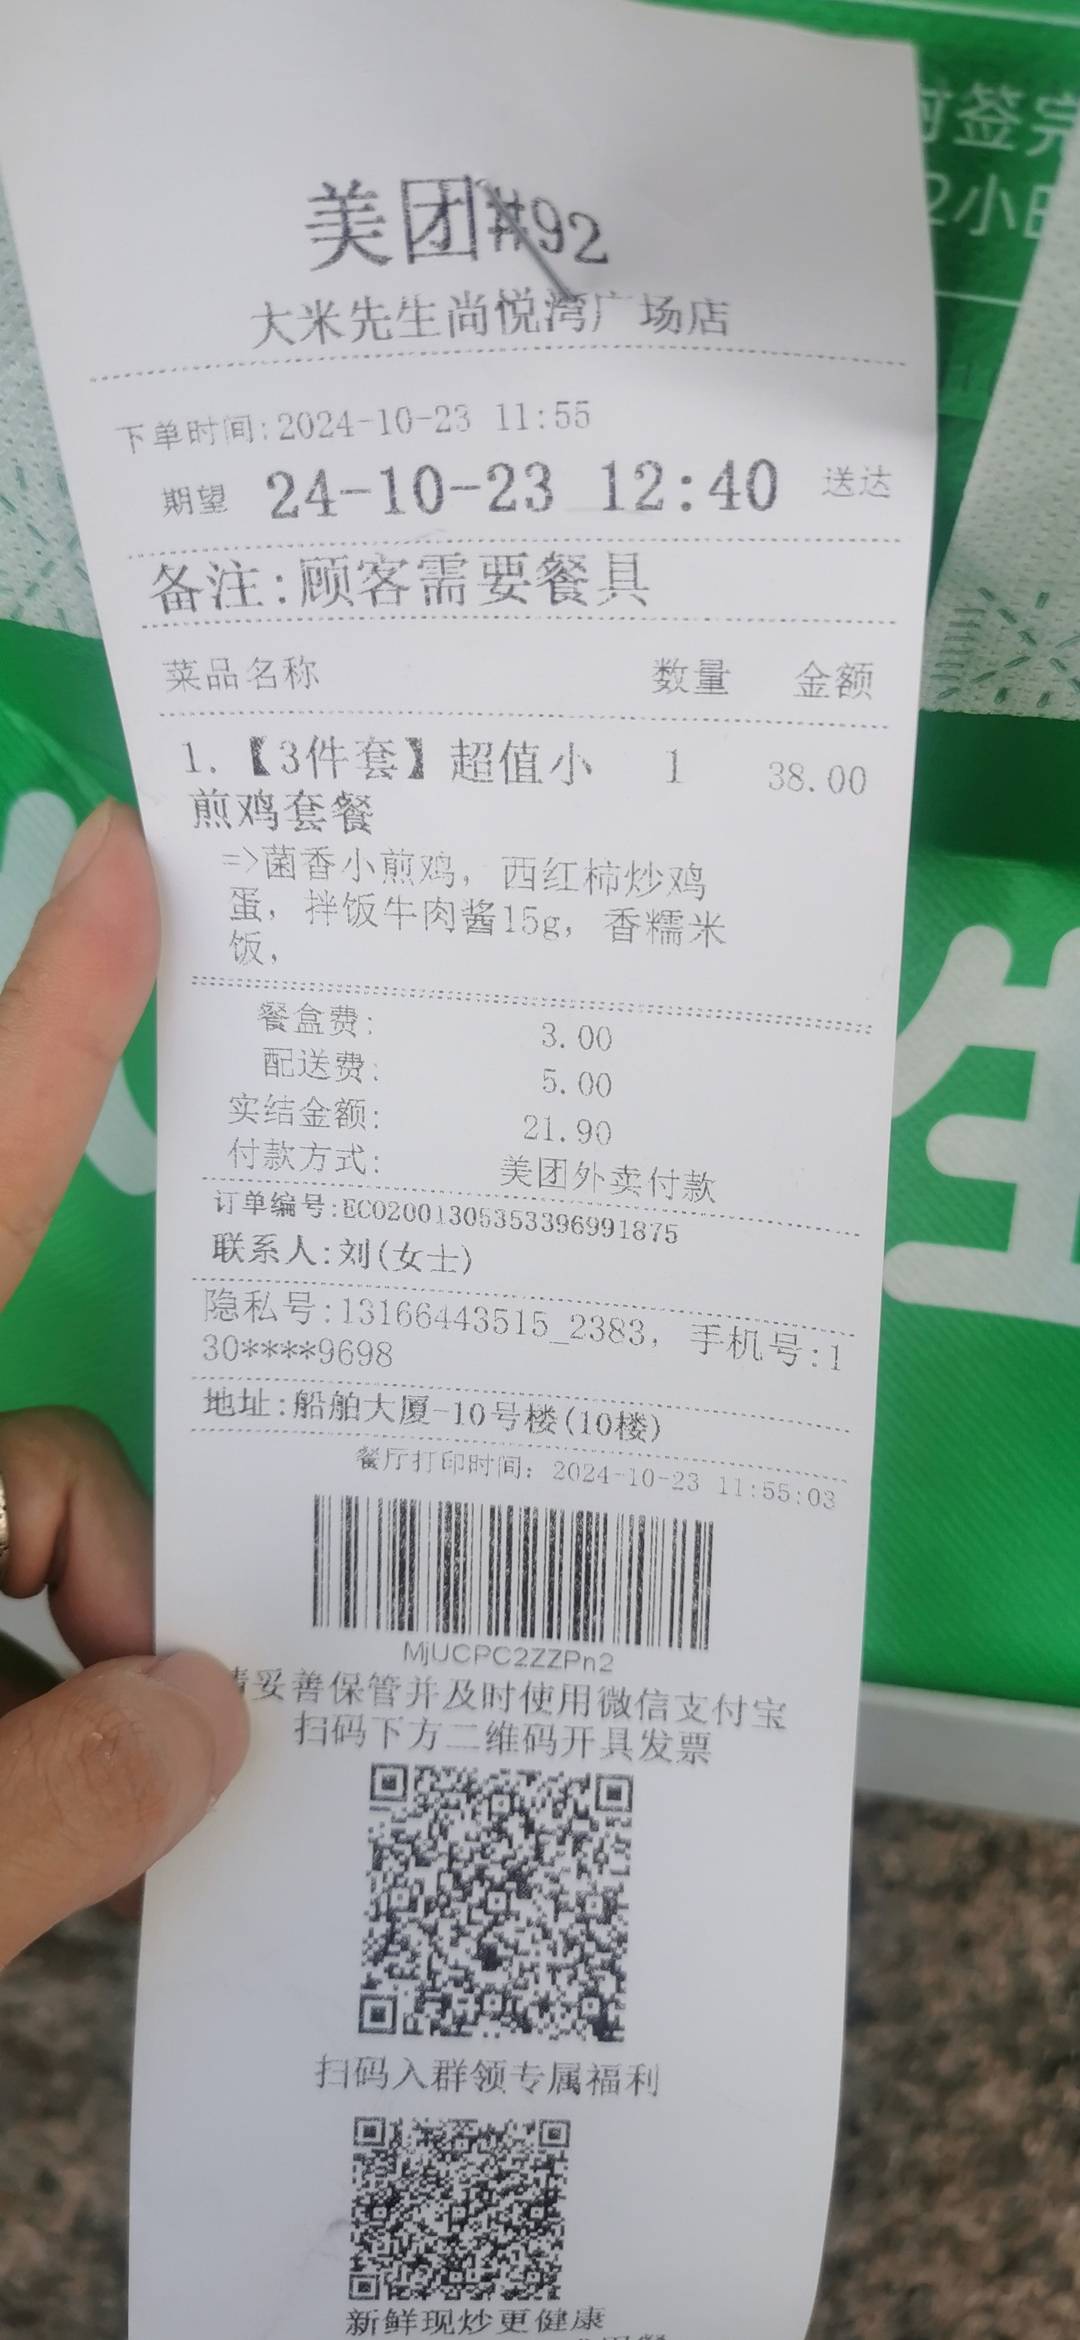 时签完
2小时
美团#92
大米先生尚悦湾广场店
下单时间:2024-10-23 11:55
期望 24-10-23 12:40 送达
备注:顾客需要餐具
菜品名称 数量 金额
1.【3件套】超值小 1 38.00
煎鸡套餐
=>菌香小煎鸡, 西红柿炒鸡
蛋, 拌饭牛肉酱15g, 香糯米
饭,
餐盒费: 3.00
配送费: 5.00
实结金额: 21.90
付款方式: 美团外卖付款
订单编号:ECO2001305353396991875
联系人:刘(女士)
隐私号:13166443515_2383, 手机号:1
30****9698
地址:船舶大厦-10号楼(10楼)
餐厅打印时间: 2024-10-23 11:55:03
MjUCPC2ZZPn2
请妥善保管并及时使用微信支付宝
扫码下方二维码开具发票
扫码入群领专属福利
新鲜现炒更健康
生